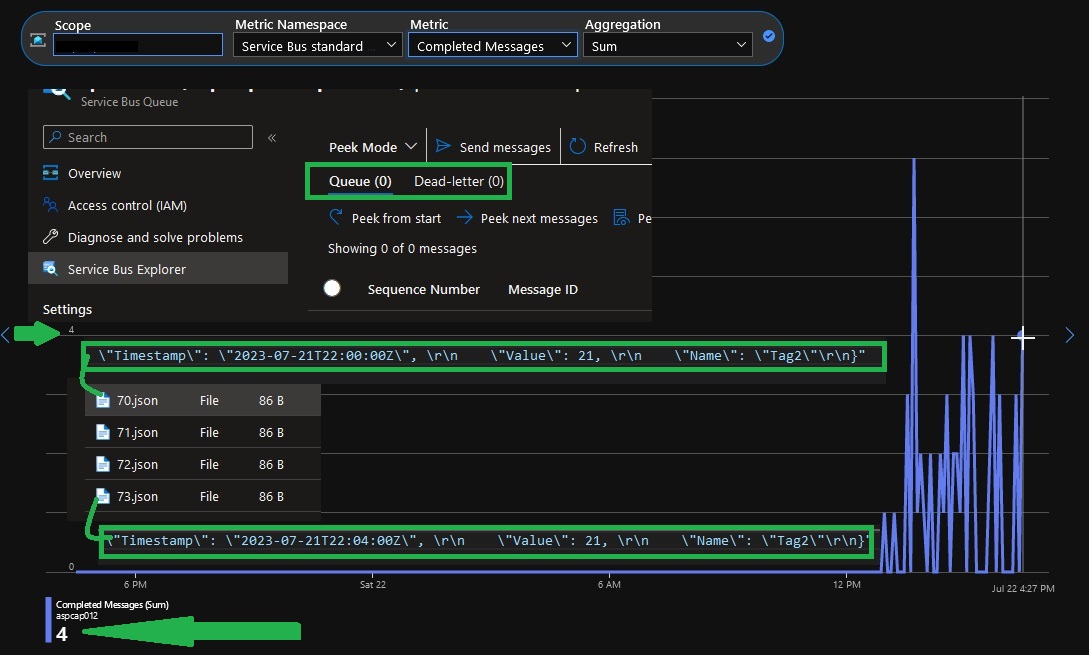 Scope
Metric Namespace
Metric
Aggregation
Service Bus standard
Completed Messages
Sum
Service Bus Queue
Search
«
Peek Mode
Send messages
Refresh
Overview
Queue (0)
Dead-letter (0)
Access control (IAM)
Peek from start
Peek next messages
Pe
Diagnose and solve problems
Showing 0 of 0 messages
Service Bus Explorer
Sequence Number
Message ID
Settings
4
\"Timestamp\": \"2023-07-21T22:00:00Z\", \r\n    \"Value\": 21, \r\n    \"Name\": \"Tag2\"\r\n}"
70.json File 86 B
71.json File 86 B
72.json File 86 B
73.json File 86 B
\"Timestamp\": \"2023-07-21T22:04:00Z\", \r\n    \"Value\": 21, \r\n    \"Name\": \"Tag2\"\r\n}"
0
6 PM
Sat 22
6 AM
12 PM
Jul 22 4:27 PM
Completed Messages (Sum)
aspcap012
4